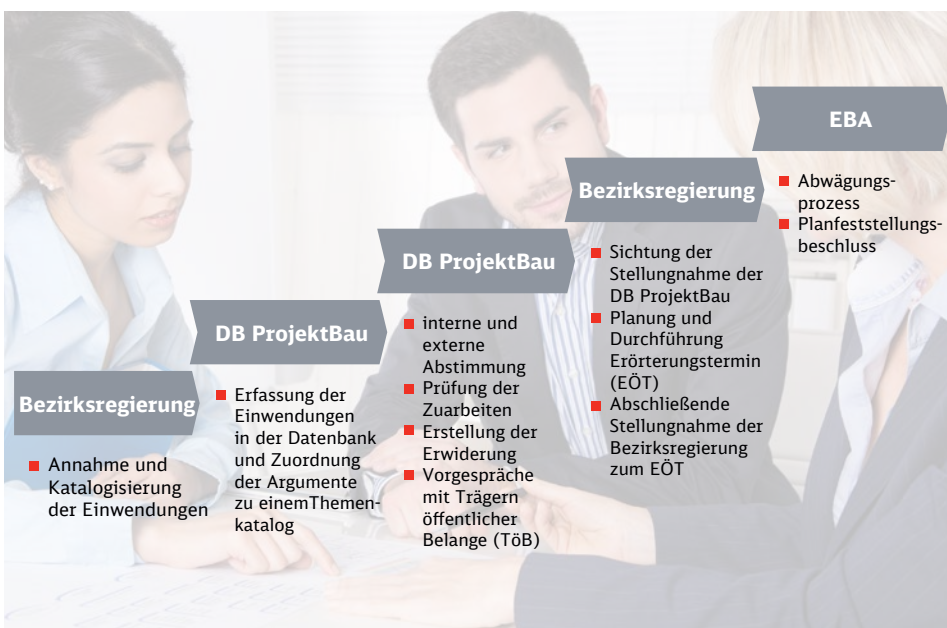 Bezirksregierung
Annahme und
Katalogisierung
der Einwendungen
DB ProjektBau
Erfassung der
Einwendungen
in der Datenbank
und Zuordnung
der Argumente
zu einemThemen-
katalog
DB ProjektBau
interne und
externe
Abstimmung
Prüfung der
Zuarbeiten
Erstellung der
Erwiderung
Vorgespräche
mit Trägern
öffentlicher
Belange (TöB)
Bezirksregierung
Sichtung der
Stellungnahme der
DB ProjektBau
Planung und
Durchführung
Erörterungstermin
(EÖT)
Abschließende
Stellungnahme der
Bezirksregierung
zum EÖT
EBA
Abwägungs-
prozess
Planfeststellungs-
beschluss